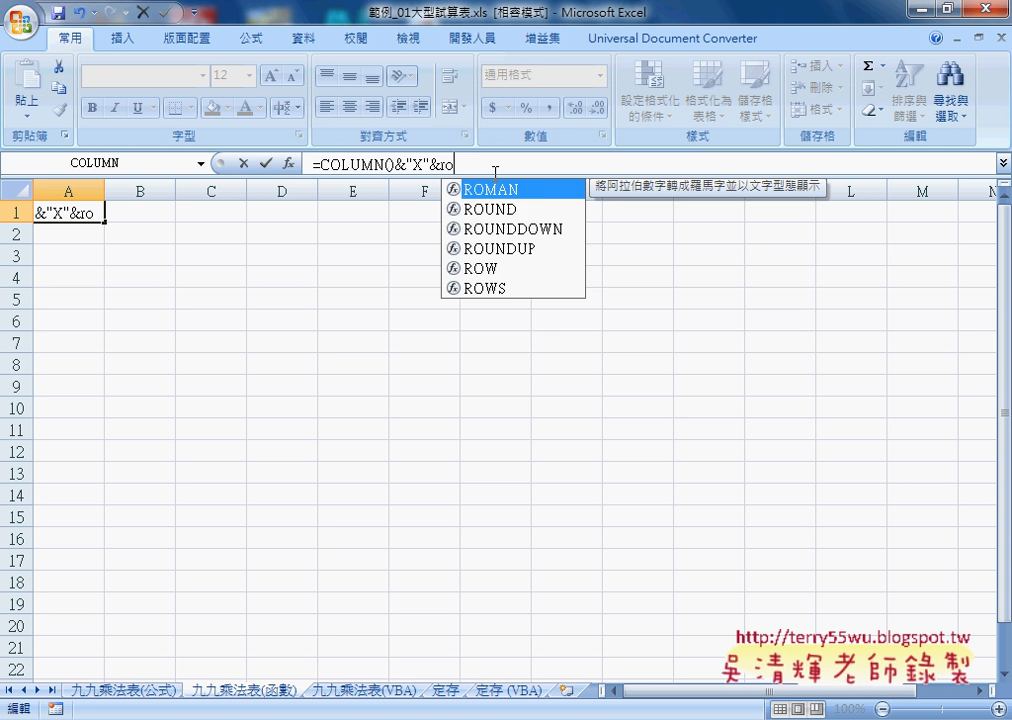 範例_01大型試算表.xls [相容模式] - Microsoft Excel
常用 插入 版面配置 公式 資料 校閱 檢視 開發人員 增益集 Universal Document Converter
貼上 12 通用格式 設定格式化的條件 格式化為表格 儲存格樣式 插入 刪除 格式 排序與篩選 尋找與選取
B I U A 中 $ % ,
剪貼簿 字型 對齊方式 數值 樣式 儲存格 編輯
COLUMN fx =COLUMN()&"X"&ro
ROMAN 將阿拉伯數字轉成羅馬字並以文字型態顯示
ROUND
ROUNDDOWN
ROUNDUP
ROW
ROWS
A B C D E F L M N
1 &"X"&ro
2
3
4
5
6
7
8
9
10
11
12
13
14
15
16
17
18
19
20
21
22
http://terry55wu.blogspot.tw
吳清輝老師錄製
九九乘法表(公式) 九九乘法表(函數) 九九乘法表(VBA) 定存 定存 (VBA)
編輯 100%